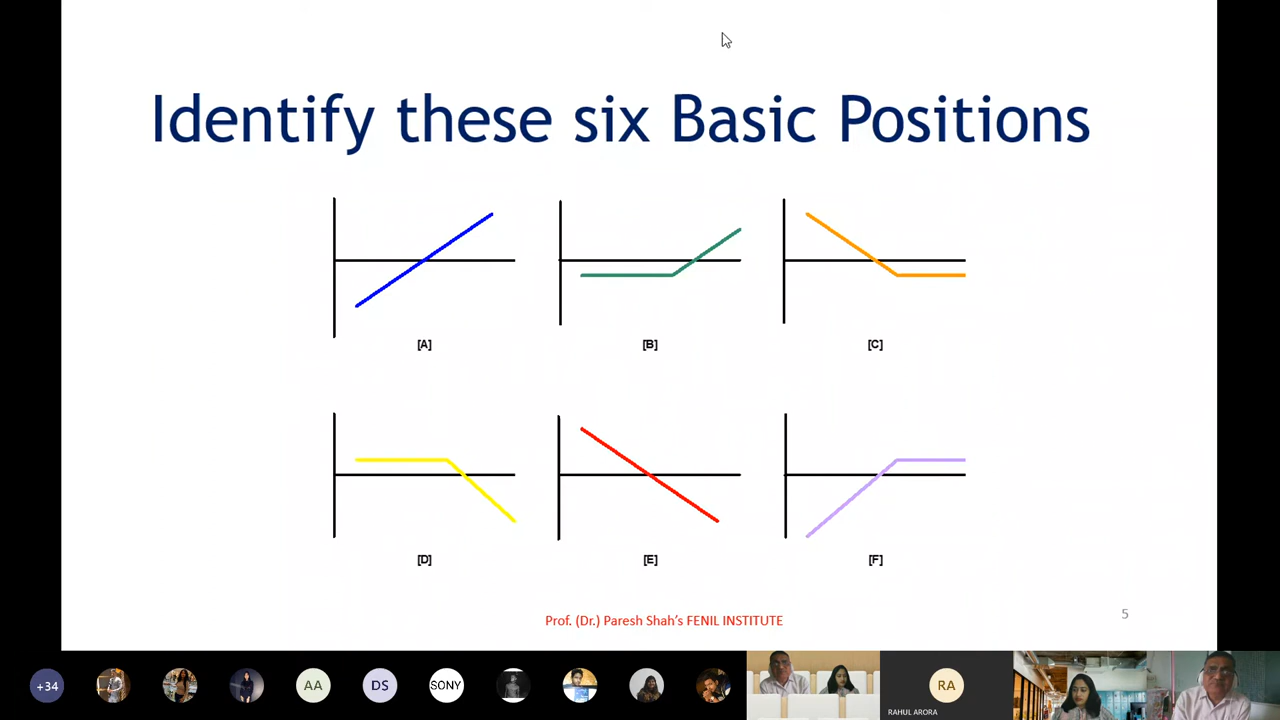 Identify these six Basic Positions
[A]
[B]
[C]
[D]
[E]
[F]
Prof. (Dr.) Paresh Shah's FENIL INSTITUTE
5
+34
AA
DS
SONY
RA
RAHUL ARORA